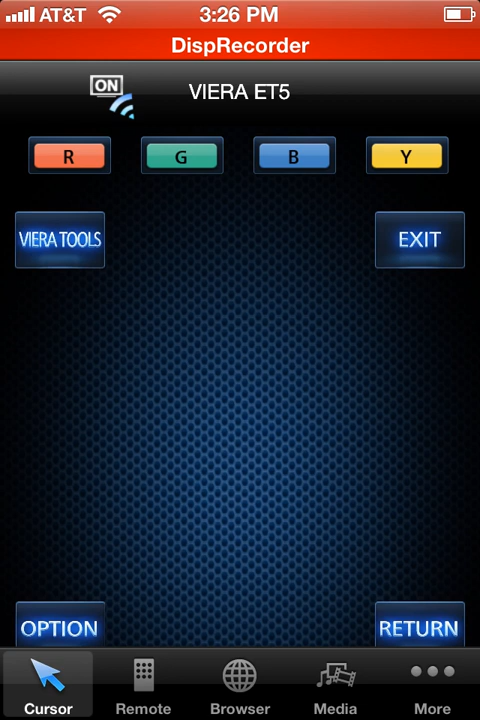 AT&T 3:26 PM
DispRecorder
ON VIERA ET5
R G B Y
VIERA TOOLS EXIT
OPTION RETURN
Cursor Remote Browser Media More